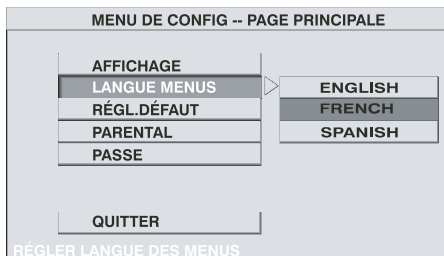 MENU DE CONFIG -- PAGE PRINCIPALE
AFFICHAGE
LANGUE MENUS
ENGLISH
RÉGL.DÉFAUT
FRENCH
PARENTAL
SPANISH
PASSE
QUITTER
RÉGLER LANGUE DES MENUS